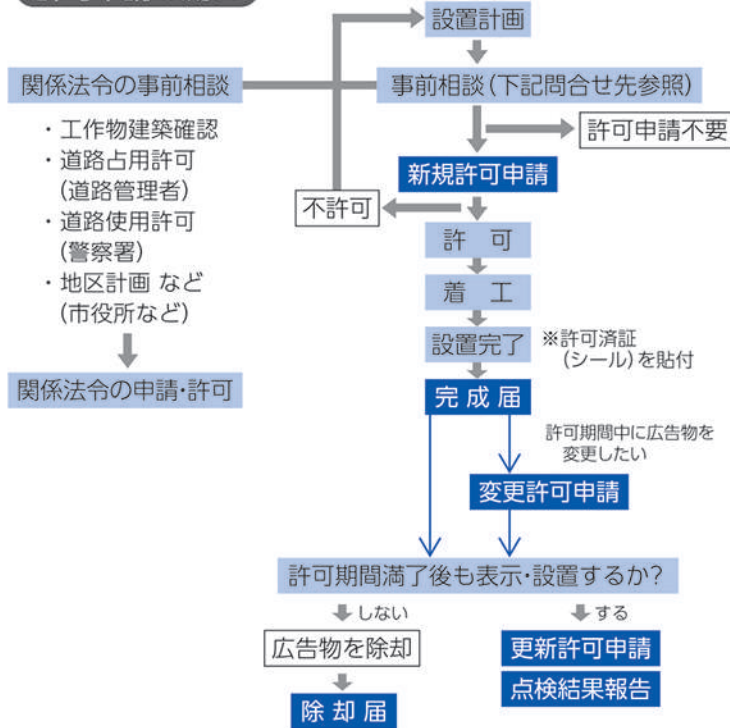 設置計画
関係法令の事前相談
事前相談(下記問合せ先参照)
・工作物建築確認
・道路占用許可
(道路管理者)
・道路使用許可
(警察署)
・地区計画 など
(市役所など)
関係法令の申請・許可
許可申請不要
新規許可申請
不許可
許 可
着 工
設置完了
※許可済証
(シール)を貼付
完 成 届
許可期間中に広告物を
変更したい
変更許可申請
許可期間満了後も表示・設置するか?
しない
する
広告物を除却
更新許可申請
点検結果報告
除 却 届